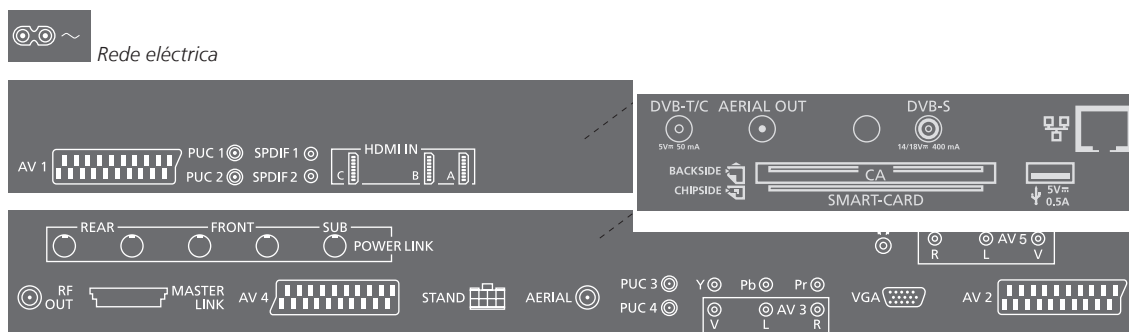 Rede eléctrica
DVB-T/C AERIAL OUT DVB-S
5V⎓ 50 mA 14/18V⎓ 400 mA
BACKSIDE CA
CHIPSIDE SMART-CARD
5V⎓
0.5A
AV 1 PUC 1 SPDIF 1 HDMI IN
PUC 2 SPDIF 2 C B A
REAR FRONT SUB
POWER LINK
R L AV 5 V
RF OUT MASTER LINK AV 4 STAND AERIAL PUC 3 Y Pb Pr VGA AV 2
PUC 4 V L AV 3 R